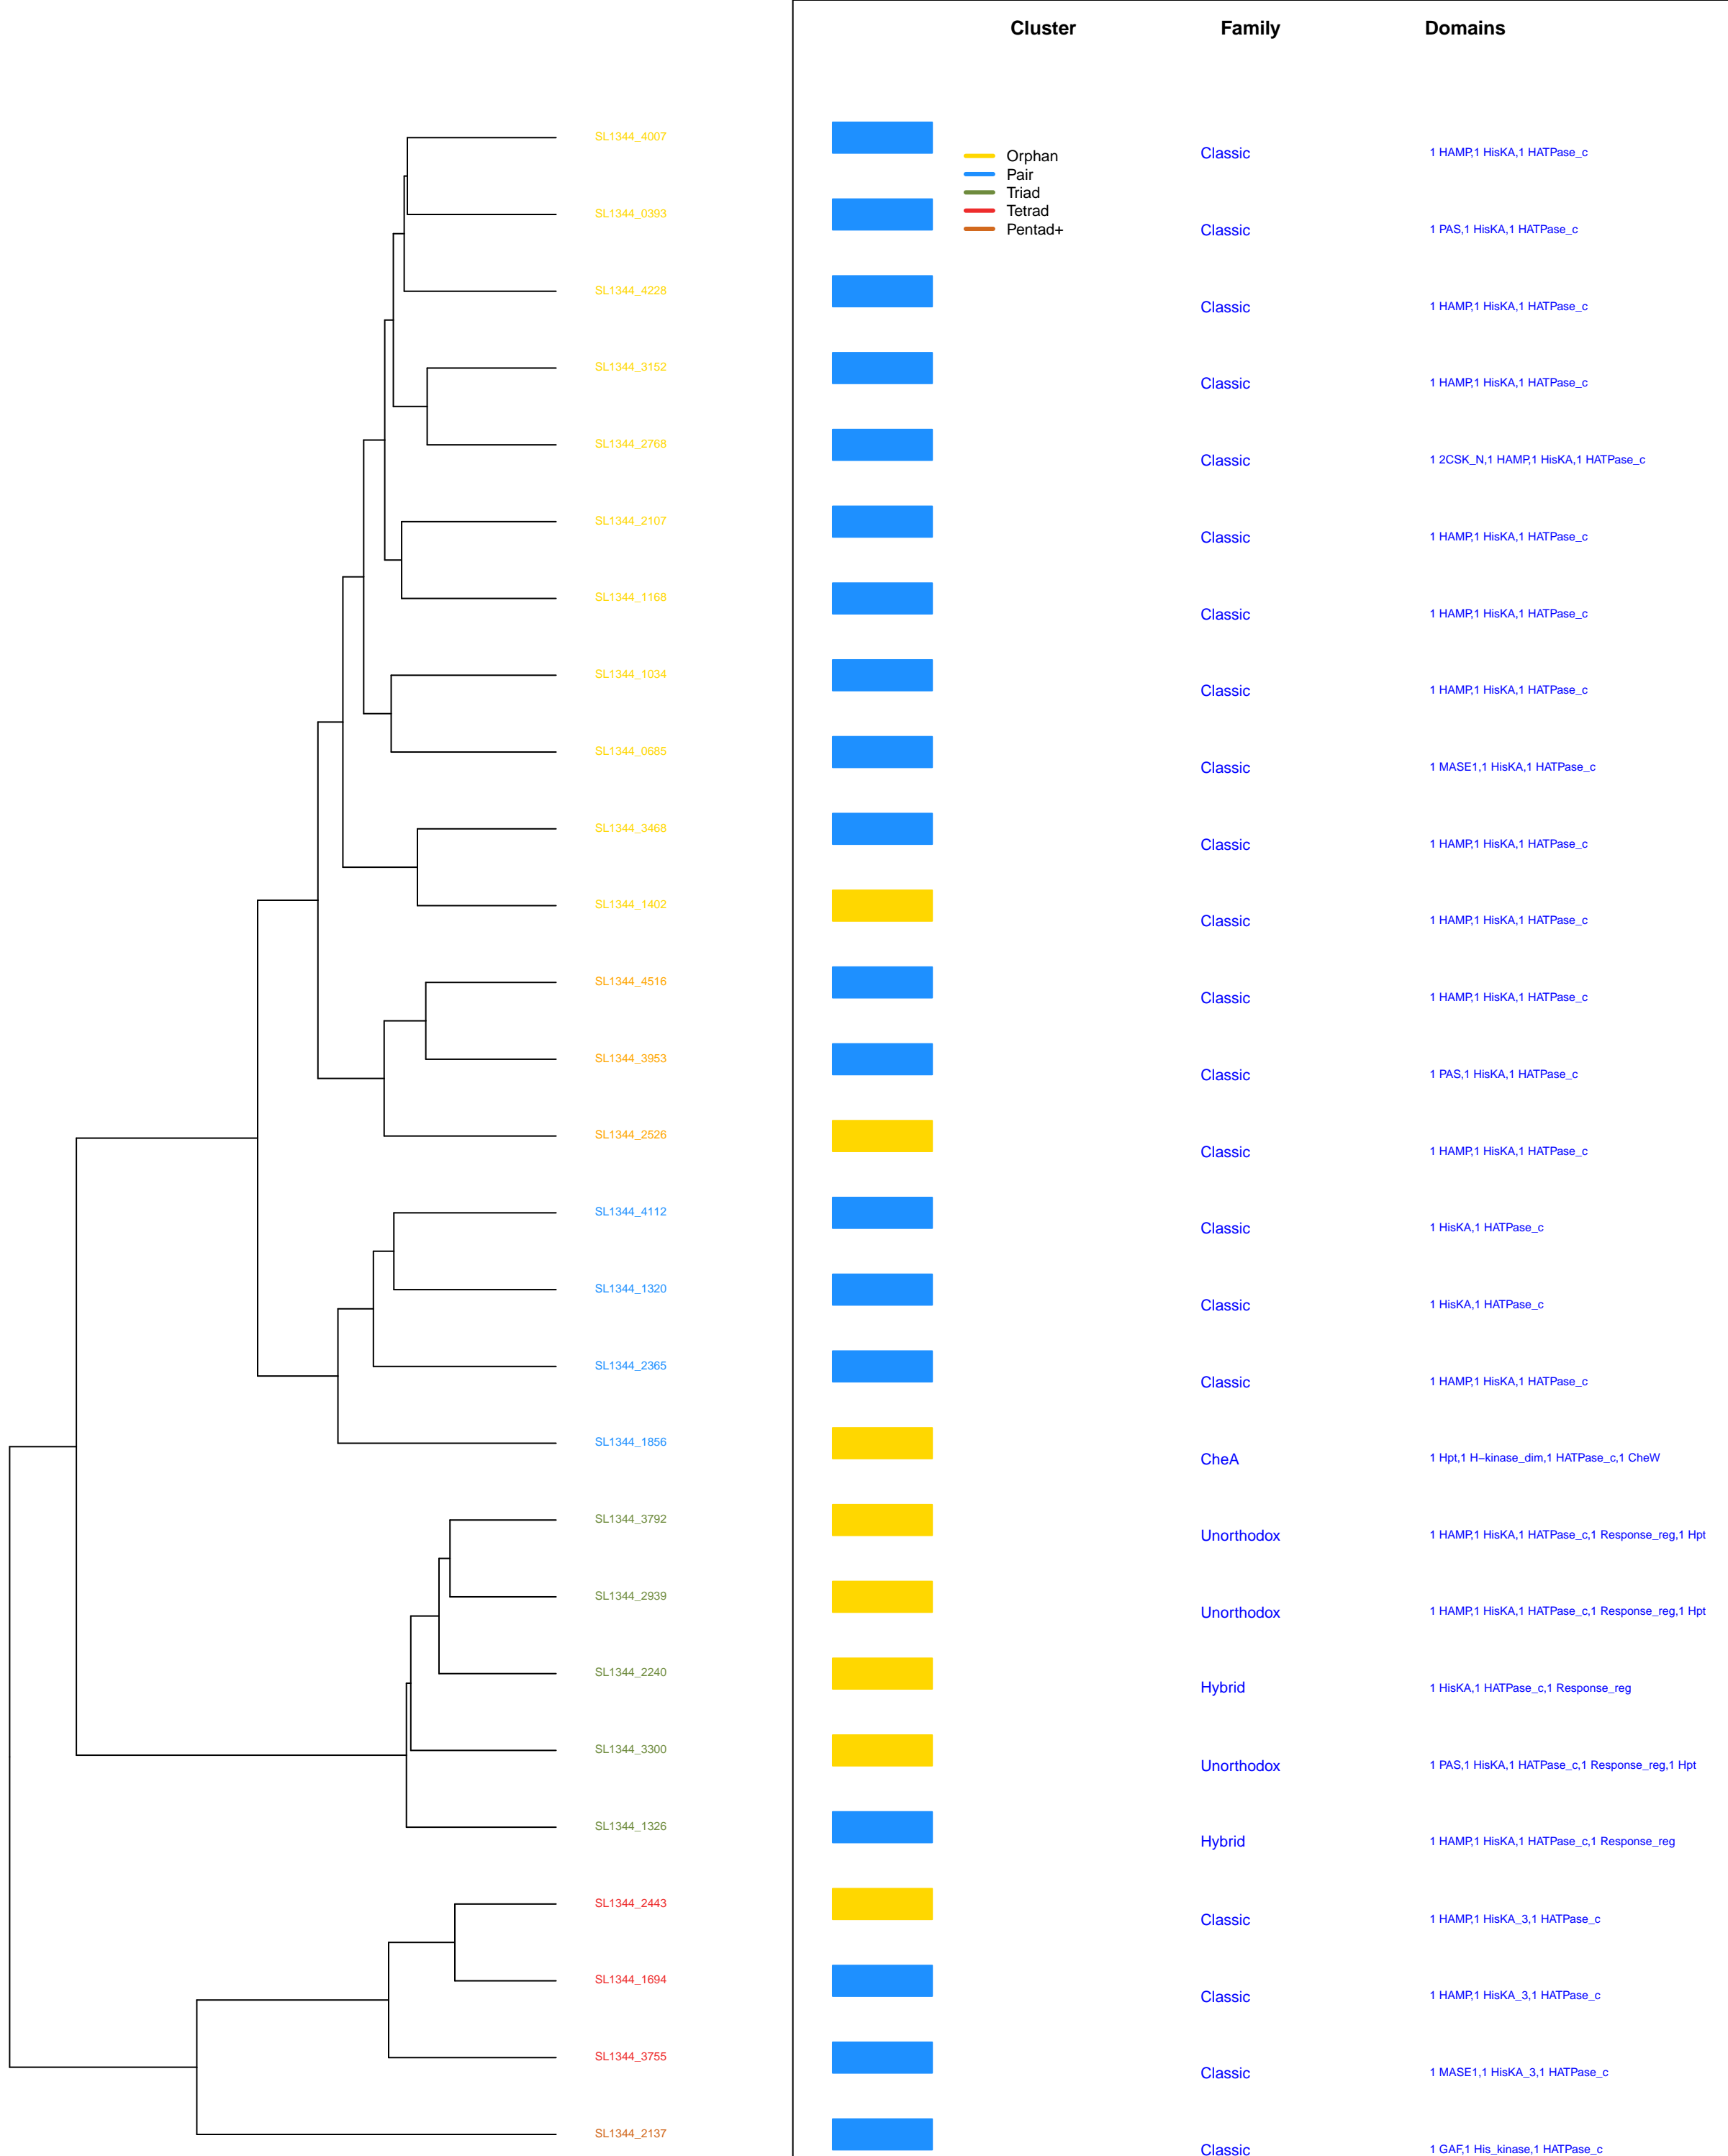 Cluster Family Domains
SL1344_4007
Orphan
Classic 1 HAMP,1 HisKA,1 HATPase_c
Pair
Triad
SL1344_0393
Tetrad
Pentad+
Classic 1 PAS,1 HisKA,1 HATPase_c
SL1344_4228
Classic 1 HAMP,1 HisKA,1 HATPase_c
SL1344_3152
Classic 1 HAMP,1 HisKA,1 HATPase_c
SL1344_2768
Classic 1 2CSK_N,1 HAMP,1 HisKA,1 HATPase_c
SL1344_2107
Classic 1 HAMP,1 HisKA,1 HATPase_c
SL1344_1168
Classic 1 HAMP,1 HisKA,1 HATPase_c
SL1344_1034
Classic 1 HAMP,1 HisKA,1 HATPase_c
SL1344_0685
Classic 1 MASE1,1 HisKA,1 HATPase_c
SL1344_3468
Classic 1 HAMP,1 HisKA,1 HATPase_c
SL1344_1402
Classic 1 HAMP,1 HisKA,1 HATPase_c
SL1344_4516
Classic 1 HAMP,1 HisKA,1 HATPase_c
SL1344_3953
Classic 1 PAS,1 HisKA,1 HATPase_c
SL1344_2526
Classic 1 HAMP,1 HisKA,1 HATPase_c
SL1344_4112
Classic 1 HisKA,1 HATPase_c
SL1344_1320
Classic 1 HisKA,1 HATPase_c
SL1344_2365
Classic 1 HAMP,1 HisKA,1 HATPase_c
SL1344_1856
CheA 1 Hpt,1 H−kinase_dim,1 HATPase_c,1 CheW
SL1344_3792
Unorthodox 1 HAMP,1 HisKA,1 HATPase_c,1 Response_reg,1 Hpt
SL1344_2939
Unorthodox 1 HAMP,1 HisKA,1 HATPase_c,1 Response_reg,1 Hpt
SL1344_2240
Hybrid 1 HisKA,1 HATPase_c,1 Response_reg
SL1344_3300
Unorthodox 1 PAS,1 HisKA,1 HATPase_c,1 Response_reg,1 Hpt
SL1344_1326
Hybrid 1 HAMP,1 HisKA,1 HATPase_c,1 Response_reg
SL1344_2443
Classic 1 HAMP,1 HisKA_3,1 HATPase_c
SL1344_1694
Classic 1 HAMP,1 HisKA_3,1 HATPase_c
SL1344_3755
Classic 1 MASE1,1 HisKA_3,1 HATPase_c
SL1344_2137
Classic 1 GAF,1 His_kinase,1 HATPase_c